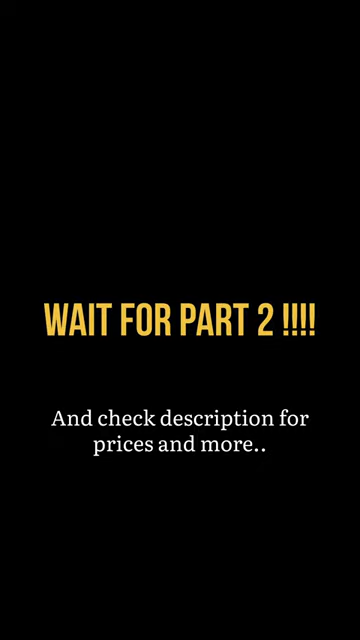 WAIT FOR PART 2 !!!!
And check description for
prices and more..